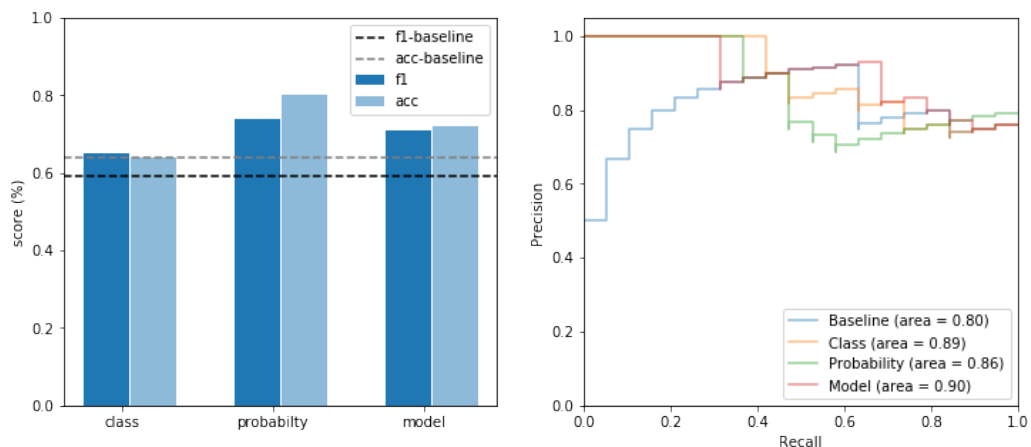 1.0
0.8
0.6
0.4
0.2
0.0
score (%)
class
probabilty
model
f1-baseline
acc-baseline
f1
acc
1.0
0.8
0.6
0.4
0.2
0.0
Precision
0.0
0.2
0.4
0.6
0.8
1.0
Recall
Baseline (area = 0.80)
Class (area = 0.89)
Probability (area = 0.86)
Model (area = 0.90)